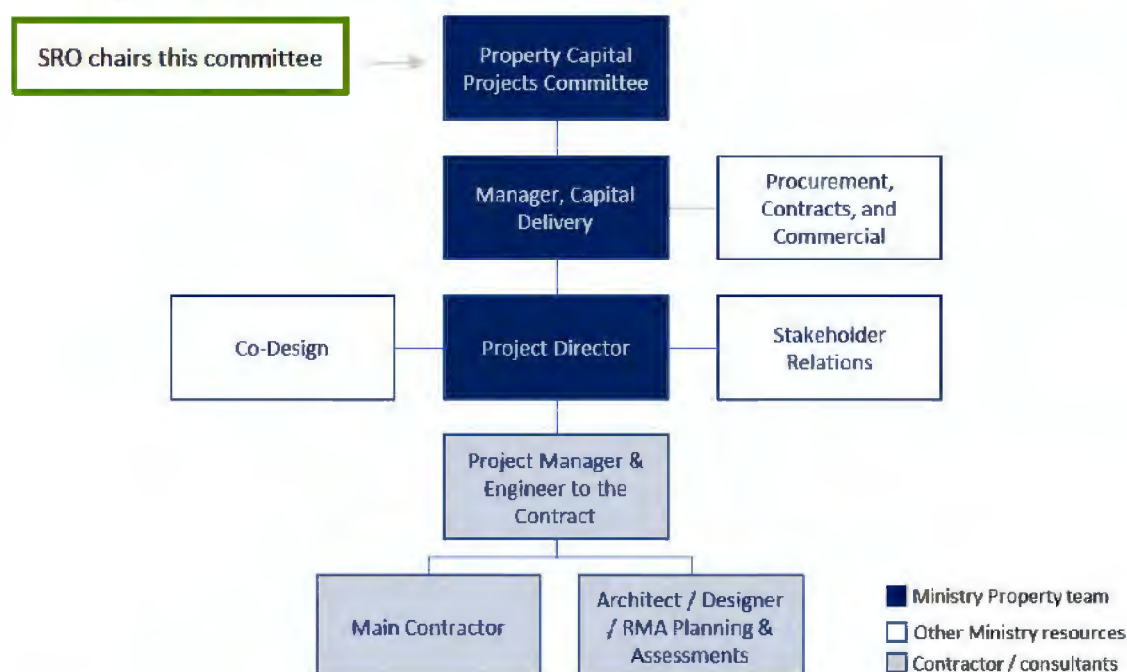 SRO chairs this committee
Property Capital
Projects Committee
Manager, Capital
Delivery
Procurement,
Contracts, and
Commercial
Co-Design
Project Director
Stakeholder
Relations
Project Manager &
Engineer to the
Contract
Main Contractor
Architect / Designer
/ RMA Planning &
Assessments
Ministry Property team
Other Ministry resources
Contractor / consultants